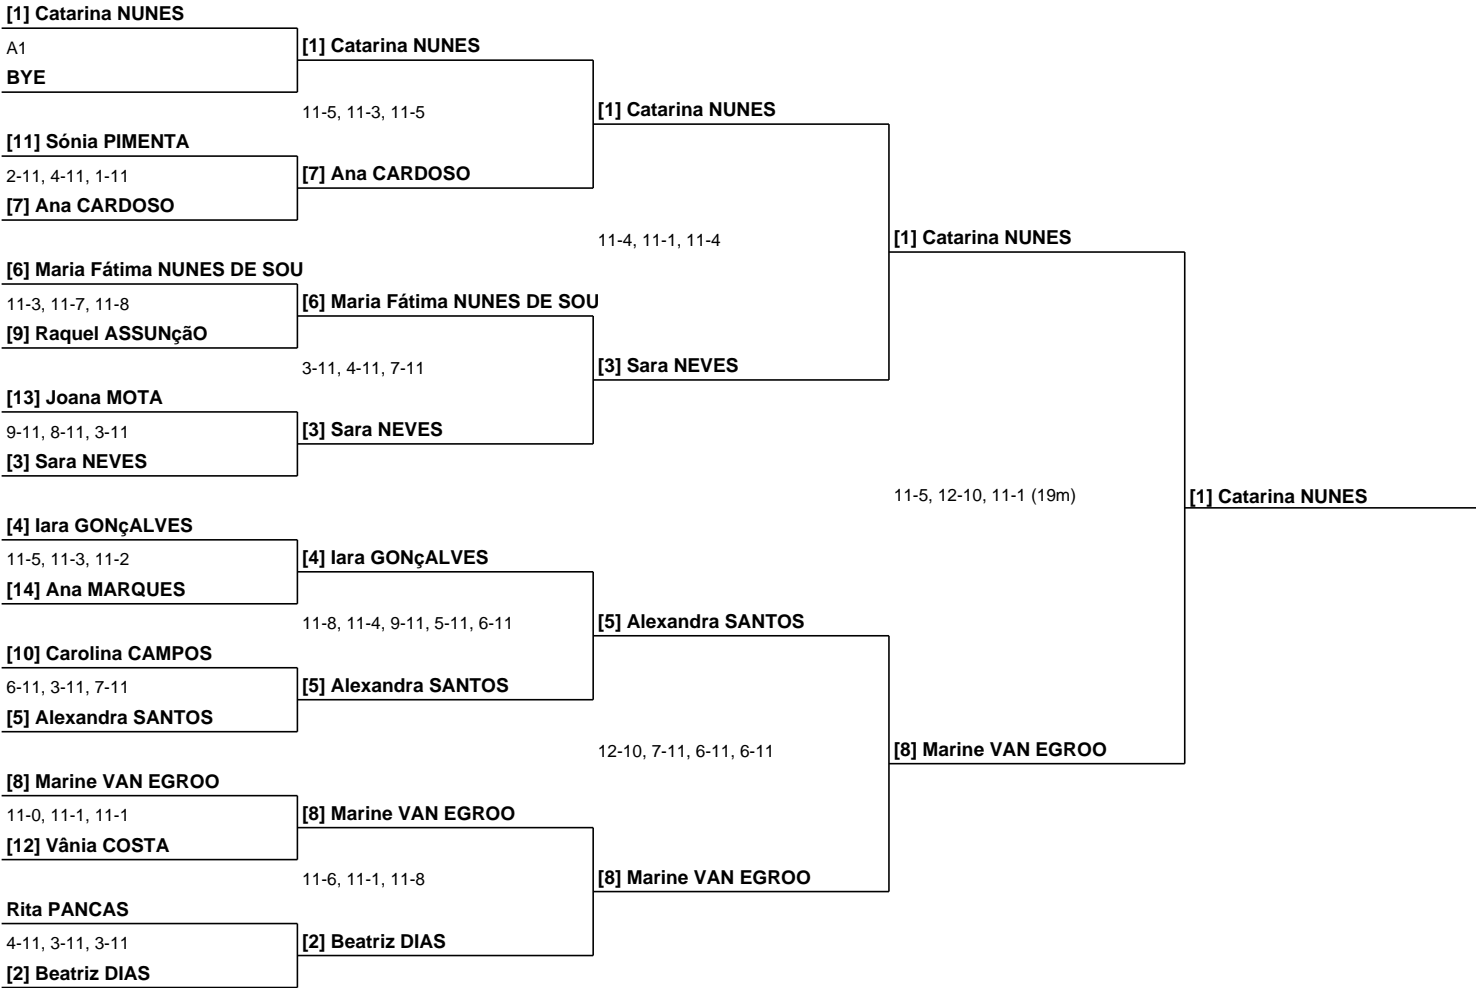 [1] Catarina NUNES
A1
BYE
[11] Sónia PIMENTA
2-11, 4-11, 1-11
[7] Ana CARDOSO
[6] Maria Fátima NUNES DE SOU
11-3, 11-7, 11-8
[9] Raquel ASSUNçãO
[13] Joana MOTA
9-11, 8-11, 3-11
[3] Sara NEVES
[4] Iara GONçALVES
11-5, 11-3, 11-2
[14] Ana MARQUES
[10] Carolina CAMPOS
6-11, 3-11, 7-11
[5] Alexandra SANTOS
[8] Marine VAN EGROO
11-0, 11-1, 11-1
[12] Vânia COSTA
Rita PANCAS
4-11, 3-11, 3-11
[2] Beatriz DIAS
[1] Catarina NUNES
11-5, 11-3, 11-5
[7] Ana CARDOSO
[6] Maria Fátima NUNES DE SOU
3-11, 4-11, 7-11
[3] Sara NEVES
[4] Iara GONçALVES
11-8, 11-4, 9-11, 5-11, 6-11
[5] Alexandra SANTOS
[8] Marine VAN EGROO
11-6, 11-1, 11-8
[2] Beatriz DIAS
[1] Catarina NUNES
11-4, 11-1, 11-4
[3] Sara NEVES
[5] Alexandra SANTOS
12-10, 7-11, 6-11, 6-11
[8] Marine VAN EGROO
[1] Catarina NUNES
11-5, 12-10, 11-1 (19m)
[8] Marine VAN EGROO
[1] Catarina NUNES